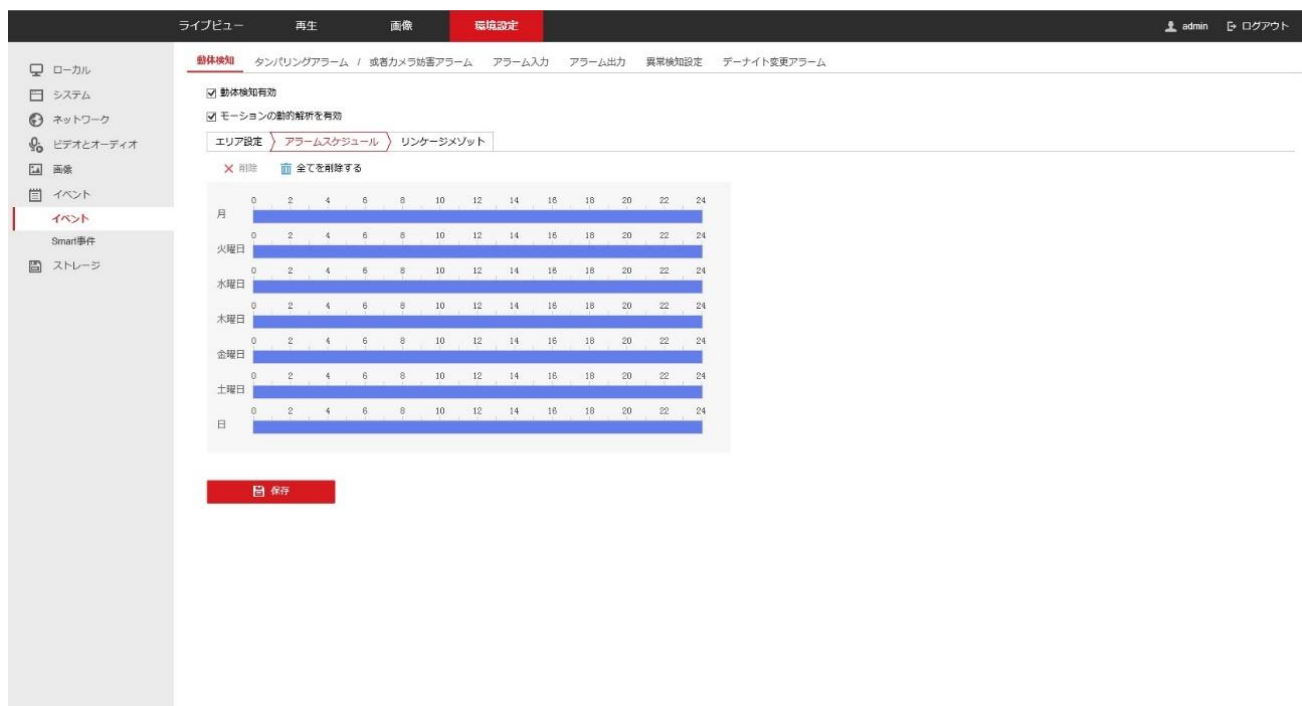 ライブビュー 再生 画像 環境設定 admin ログアウト
ローカル
システム
ネットワーク
ビデオとオーディオ
画像
イベント
イベント
Smart事件
ストレージ
動体検知 タンパリングアラーム / 或者カメラ妨害アラーム アラーム入力 アラーム出力 異常検知設定 デーナイト変更アラーム
動体検知有効
モーションの動的解析を有効
エリア設定 アラームスケジュール リンケージメゾット
削除 全てを削除する
0 2 4 6 8 10 12 14 16 18 20 22 24
月
0 2 4 6 8 10 12 14 16 18 20 22 24
火曜日
0 2 4 6 8 10 12 14 16 18 20 22 24
水曜日
0 2 4 6 8 10 12 14 16 18 20 22 24
木曜日
0 2 4 6 8 10 12 14 16 18 20 22 24
金曜日
0 2 4 6 8 10 12 14 16 18 20 22 24
土曜日
0 2 4 6 8 10 12 14 16 18 20 22 24
日
保存